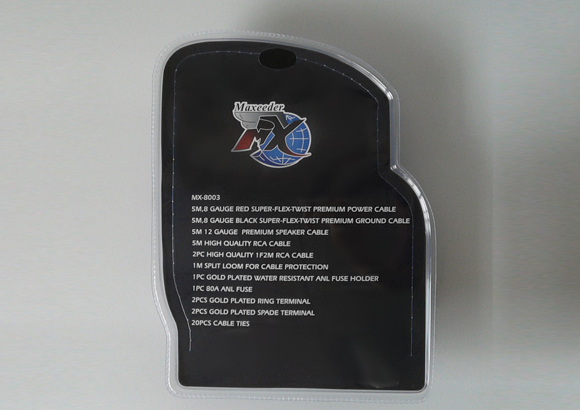 Maxeeder
MX
MX-8003
5M,8 GAUGE RED SUPER-FLEX-TWIST PREMIUM POWER CABLE
5M,8 GAUGE BLACK SUPER-FLEX-TWIST PREMIUM GROUND CABLE
5M 12 GAUGE PREMIUM SPEAKER CABLE
5M HIGH QUALITY RCA CABLE
2PC HIGH QUALITY 1F2M RCA CABLE
1M SPLIT LOOM FOR CABLE PROTECTION
1PC GOLD PLATED WATER RESISTANT ANL FUSE HOLDER
1PC 80A ANL FUSE
2PCS GOLD PLATED RING TERMINAL
2PCS GOLD PLATED SPADE TERMINAL
20PCS CABLE TIES